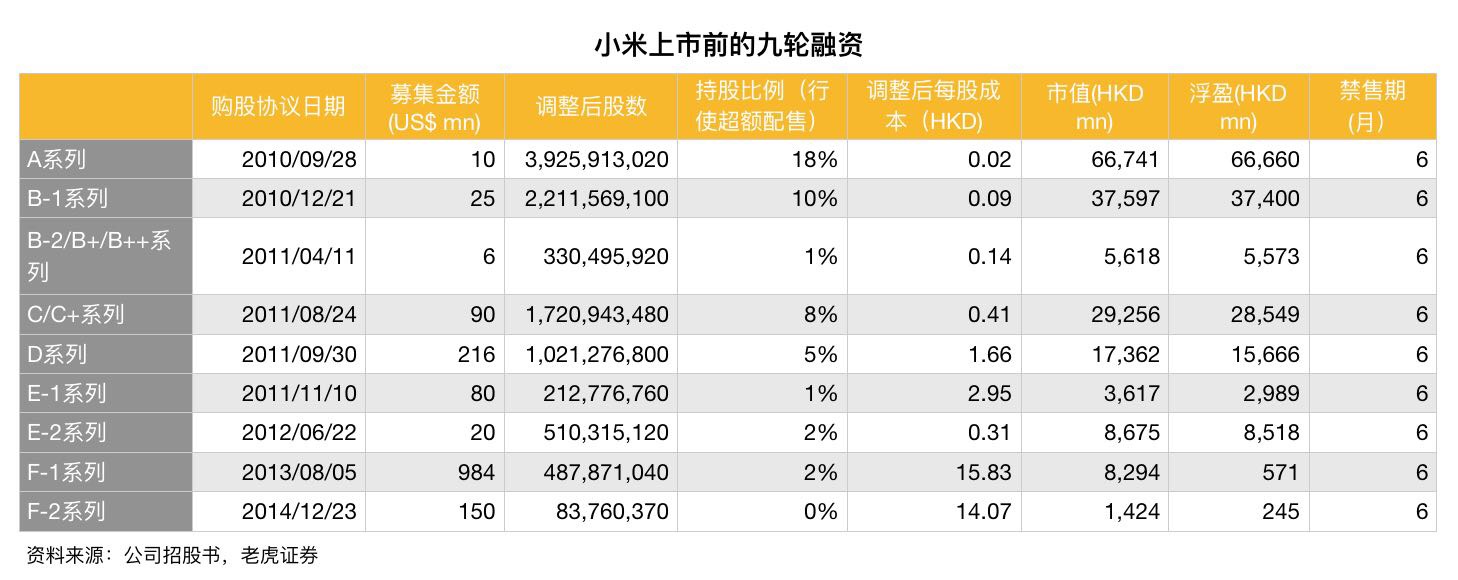 小米上市前的九轮融资
购股协议日期 募集金额 (US$ mn) 调整后股数 持股比例（行使超额配售） 调整后每股成本（HKD) 市值(HKD mn) 浮盈(HKD mn) 禁售期(月)
A系列 2010/09/28 10 3,925,913,020 18% 0.02 66,741 66,660 6
B-1系列 2010/12/21 25 2,211,569,100 10% 0.09 37,597 37,400 6
B-2/B+/B++系列 2011/04/11 6 330,495,920 1% 0.14 5,618 5,573 6
C/C+系列 2011/08/24 90 1,720,943,480 8% 0.41 29,256 28,549 6
D系列 2011/09/30 216 1,021,276,800 5% 1.66 17,362 15,666 6
E-1系列 2011/11/10 80 212,776,760 1% 2.95 3,617 2,989 6
E-2系列 2012/06/22 20 510,315,120 2% 0.31 8,675 8,518 6
F-1系列 2013/08/05 984 487,871,040 2% 15.83 8,294 571 6
F-2系列 2014/12/23 150 83,760,370 0% 14.07 1,424 245 6
资料来源：公司招股书，老虎证券